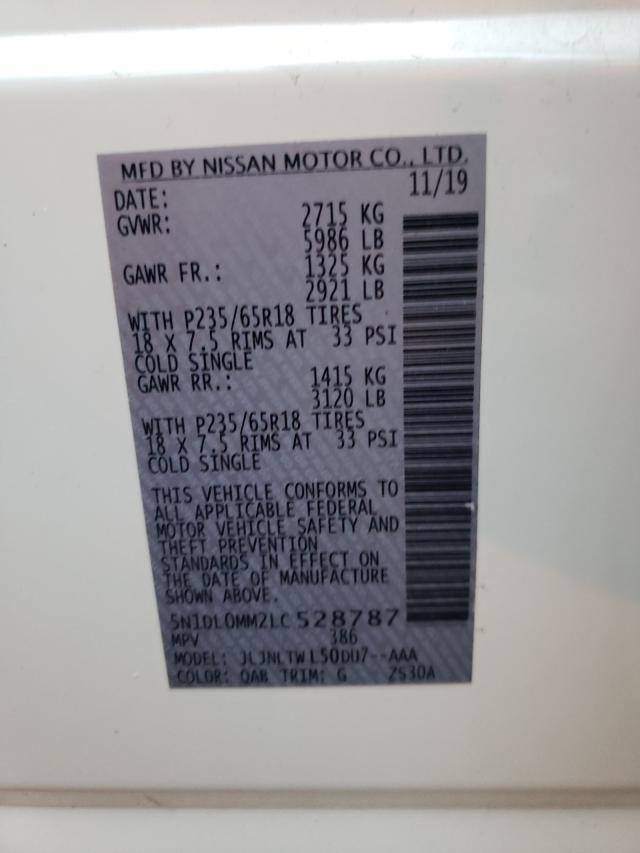 MFD BY NISSAN MOTOR CO., LTD.
DATE: 11/19
GVWR: 2715 KG
5986 LB
GAWR FR.: 1325 KG
2921 LB
WITH P235/65R18 TIRES
18 X 7.5 RIMS AT 33 PSI
COLD SINGLE
GAWR RR.: 1415 KG
3120 LB
WITH P235/65R18 TIRES
18 X 7.5 RIMS AT 33 PSI
COLD SINGLE
THIS VEHICLE CONFORMS TO
ALL APPLICABLE FEDERAL
MOTOR VEHICLE SAFETY AND
THEFT PREVENTION
STANDARDS IN EFFECT ON
THE DATE OF MANUFACTURE
SHOWN ABOVE.
5N1DL0MM2LC528787
MPV 386
MODEL: JLJNLTWL50DU7--AAA
COLOR: QAB TRIM: G ZS30A